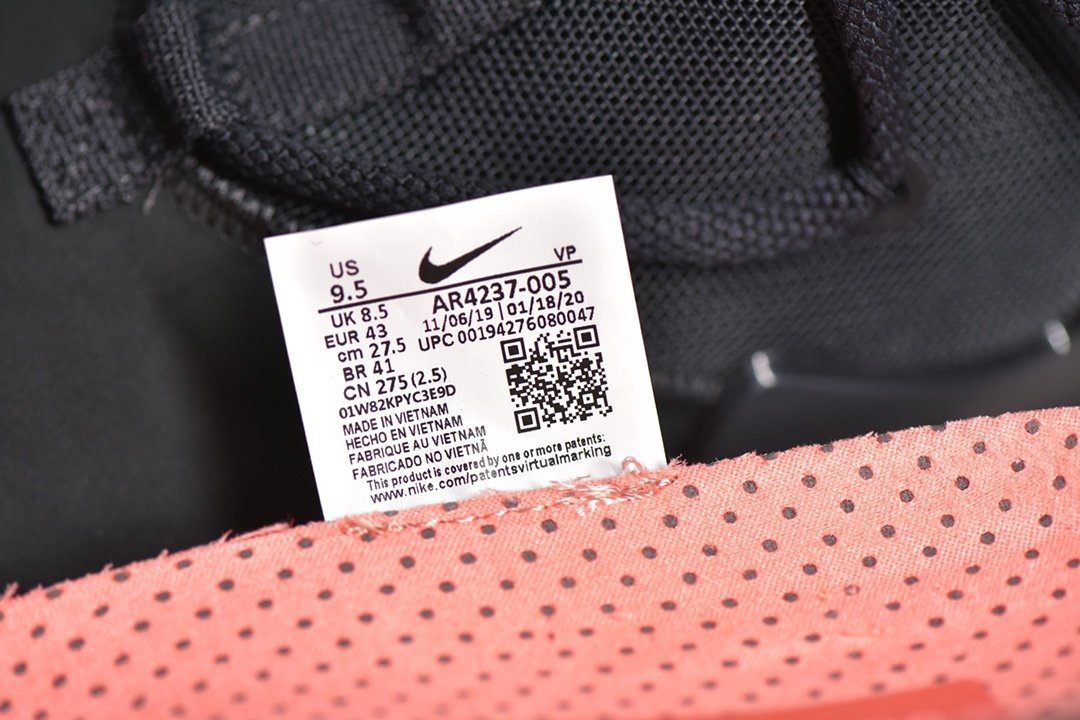 US VP
9.5 AR4237-005
UK 8.5 11/06/19 | 01/18/20
EUR 43 UPC 00194276080047
cm 27.5
BR 41
CN 275 (2.5)
01W82KPYC3E9D
MADE IN VIETNAM
HECHO EN VIETNAM
FABRIQUE AU VIETNAM
FABRICADO NO VIETNÃ
This product is covered by one or more patents:
www.nike.com/patentsvirtualmarking